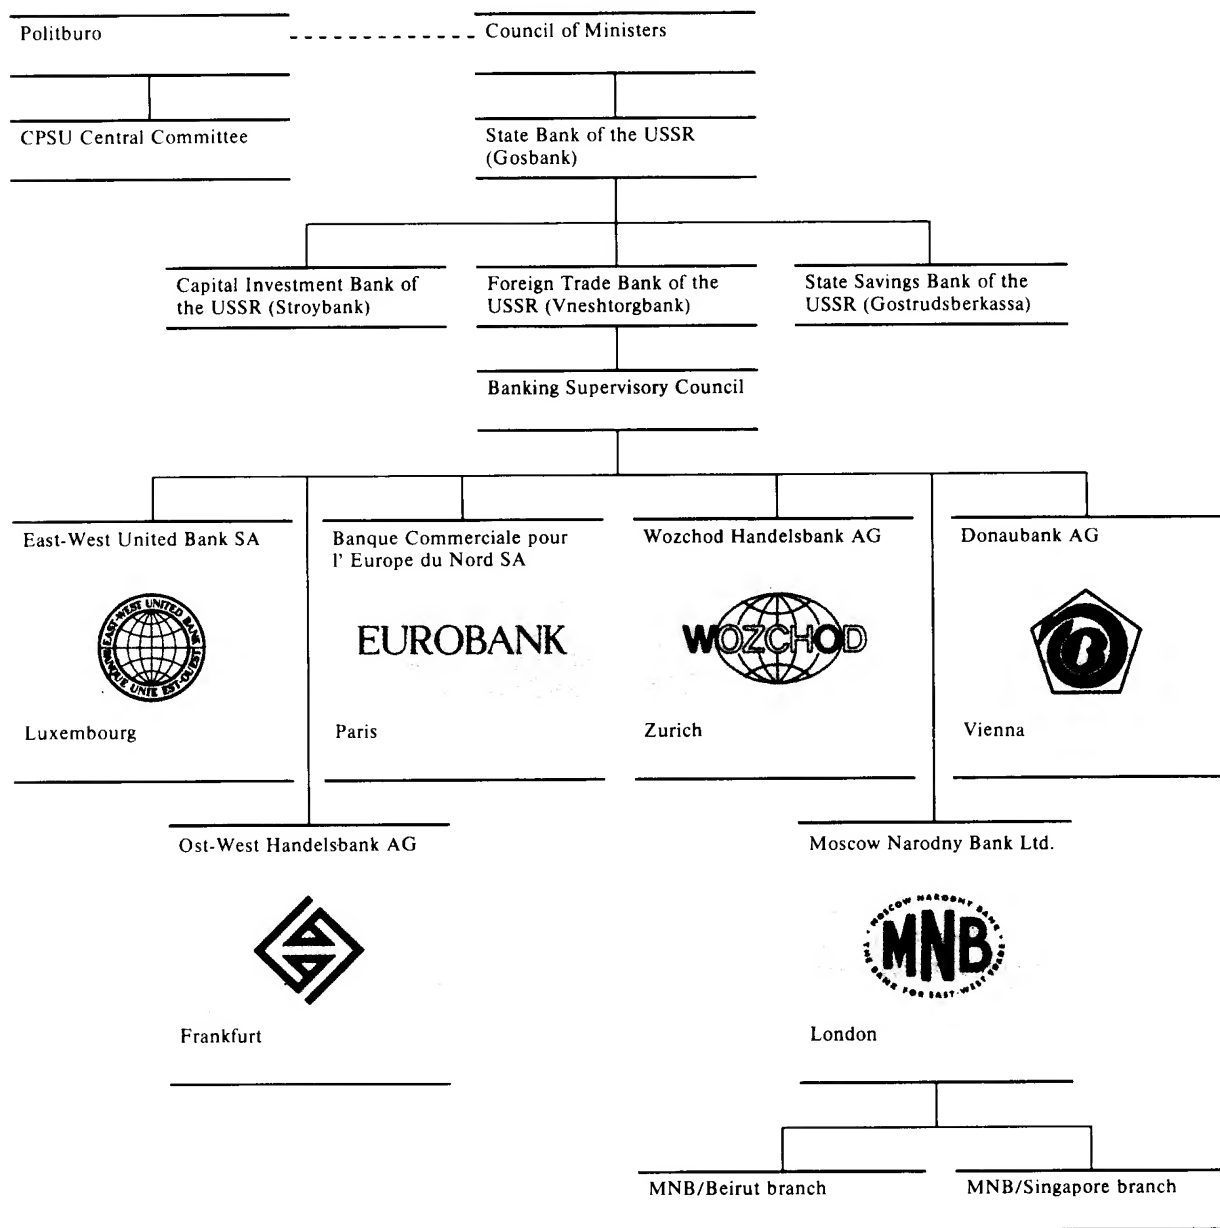 Politburo
Council of Ministers
CPSU Central Committee
State Bank of the USSR
(Gosbank)
Capital Investment Bank of
the USSR (Stroybank)
Foreign Trade Bank of the
USSR (Vneshtorgbank)
State Savings Bank of the
USSR (Gostrudsberkassa)
Banking Supervisory Council
East-West United Bank SA
EAST-WEST UNITED BANK
BANQUE UNIE EST-OUEST
Luxembourg
Banque Commerciale pour
l' Europe du Nord SA
EUROBANK
Paris
Wozchod Handelsbank AG
WOZCHOD
Zurich
Donaubank AG
Vienna
Ost-West Handelsbank AG
Frankfurt
Moscow Narodny Bank Ltd.
MOSCOW NARODNY BANK
MNB
THE BANK FOR EAST-WEST TRADE
London
MNB/Beirut branch
MNB/Singapore branch